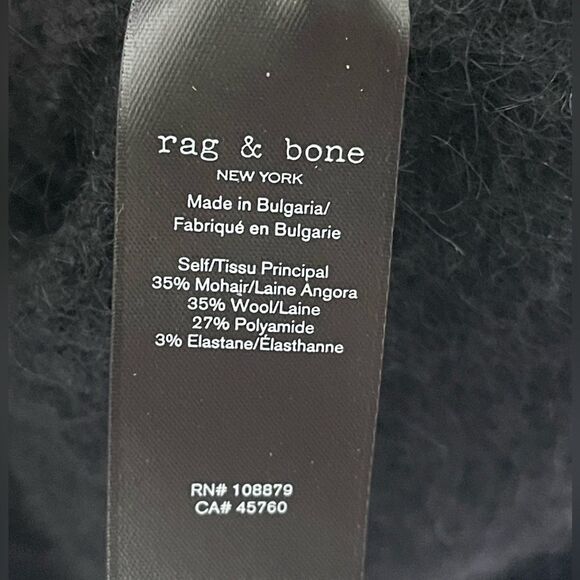 rag & bone
NEW YORK
Made in Bulgaria/
Fabriqué en Bulgarie
Self/Tissu Principal
35% Mohair/Laine Angora
35% Wool/Laine
27% Polyamide
3% Elastane/Élasthanne
RN# 108879
CA# 45760